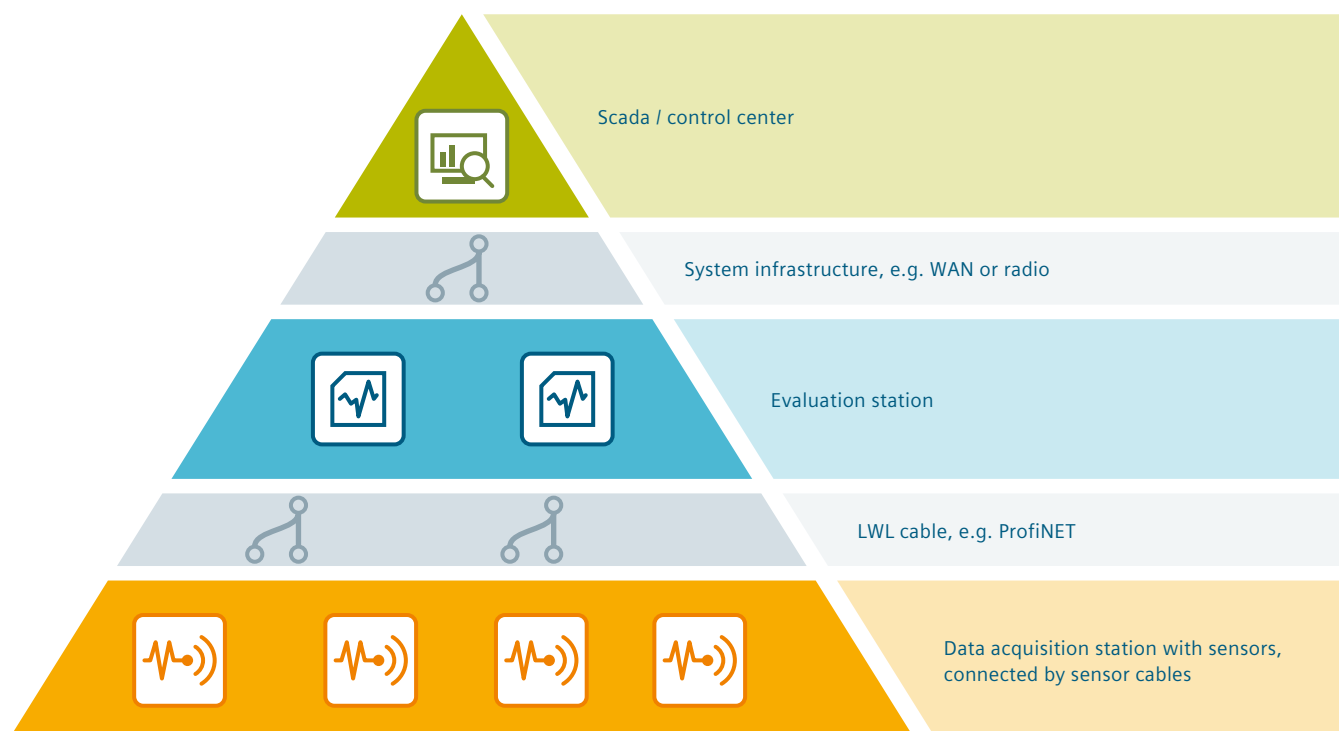 Scada / control center
System infrastructure, e.g. WAN or radio
Evaluation station
LWL cable, e.g. ProfiNET
Data acquisition station with sensors,
connected by sensor cables